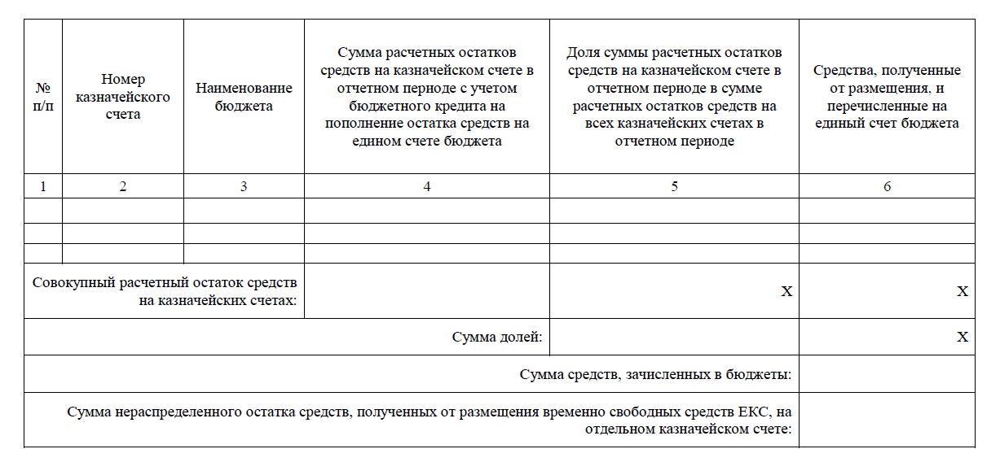 №
п/п
Номер
казначейского
счета
Наименование
бюджета
Сумма расчетных остатков
средств на казначейском счете в
отчетном периоде с учетом
бюджетного кредита на
пополнение остатка средств на
едином счете бюджета
Доля суммы расчетных остатков
средств на казначейском счете в
отчетном периоде в сумме
расчетных остатков средств на
всех казначейских счетах в
отчетном периоде
Средства, полученные
от размещения, и
перечисленные на
единый счет бюджета
1 2 3 4 5 6
Совокупный расчетный остаток средств
на казначейских счетах:
Х Х
Сумма долей:
Х
Сумма средств, зачисленных в бюджеты:
Сумма нераспределенного остатка средств, полученных от размещения временно свободных средств ЕКС, на
отдельном казначейском счете: